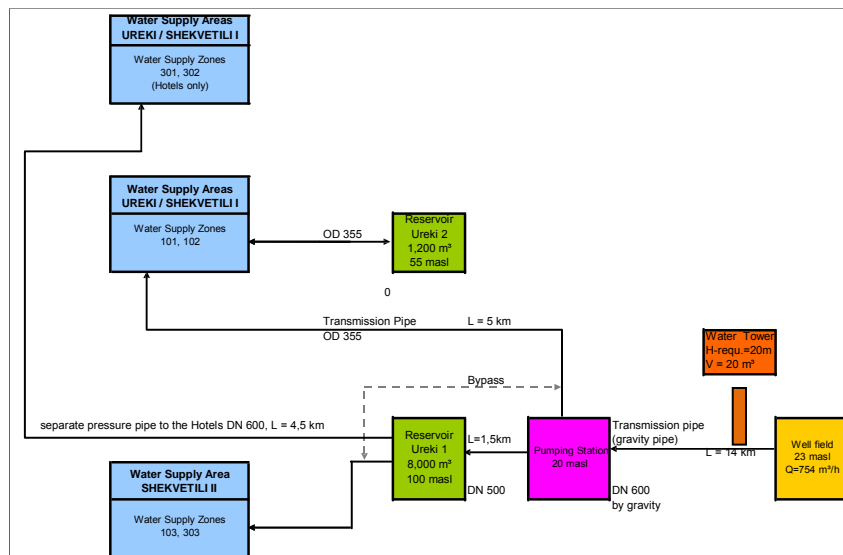 Water Supply Areas
UREKI / SHEKVETILI I
Water Supply Zones
301, 302
(Hotels only)
Water Supply Areas
UREKI / SHEKVETILI I
Water Supply Zones
101, 102
OD 355
Reservoir
Ureki 2
1,200 m³
55 masl
0
Transmission Pipe L = 5 km
OD 355
Water Tower
H-requ.=20m
V = 20 m³
Bypass
separate pressure pipe to the Hotels DN 600, L = 4,5 km
Reservoir
Ureki 1
8,000 m³
100 masl
L=1,5km
DN 500
Pumping Station
20 masl
Transmission pipe
(gravity pipe)
L = 14 km
DN 600
by gravity
Well field
23 masl
Q=754 m³/h
Water Supply Area
SHEKVETILI II
Water Supply Zones
103, 303